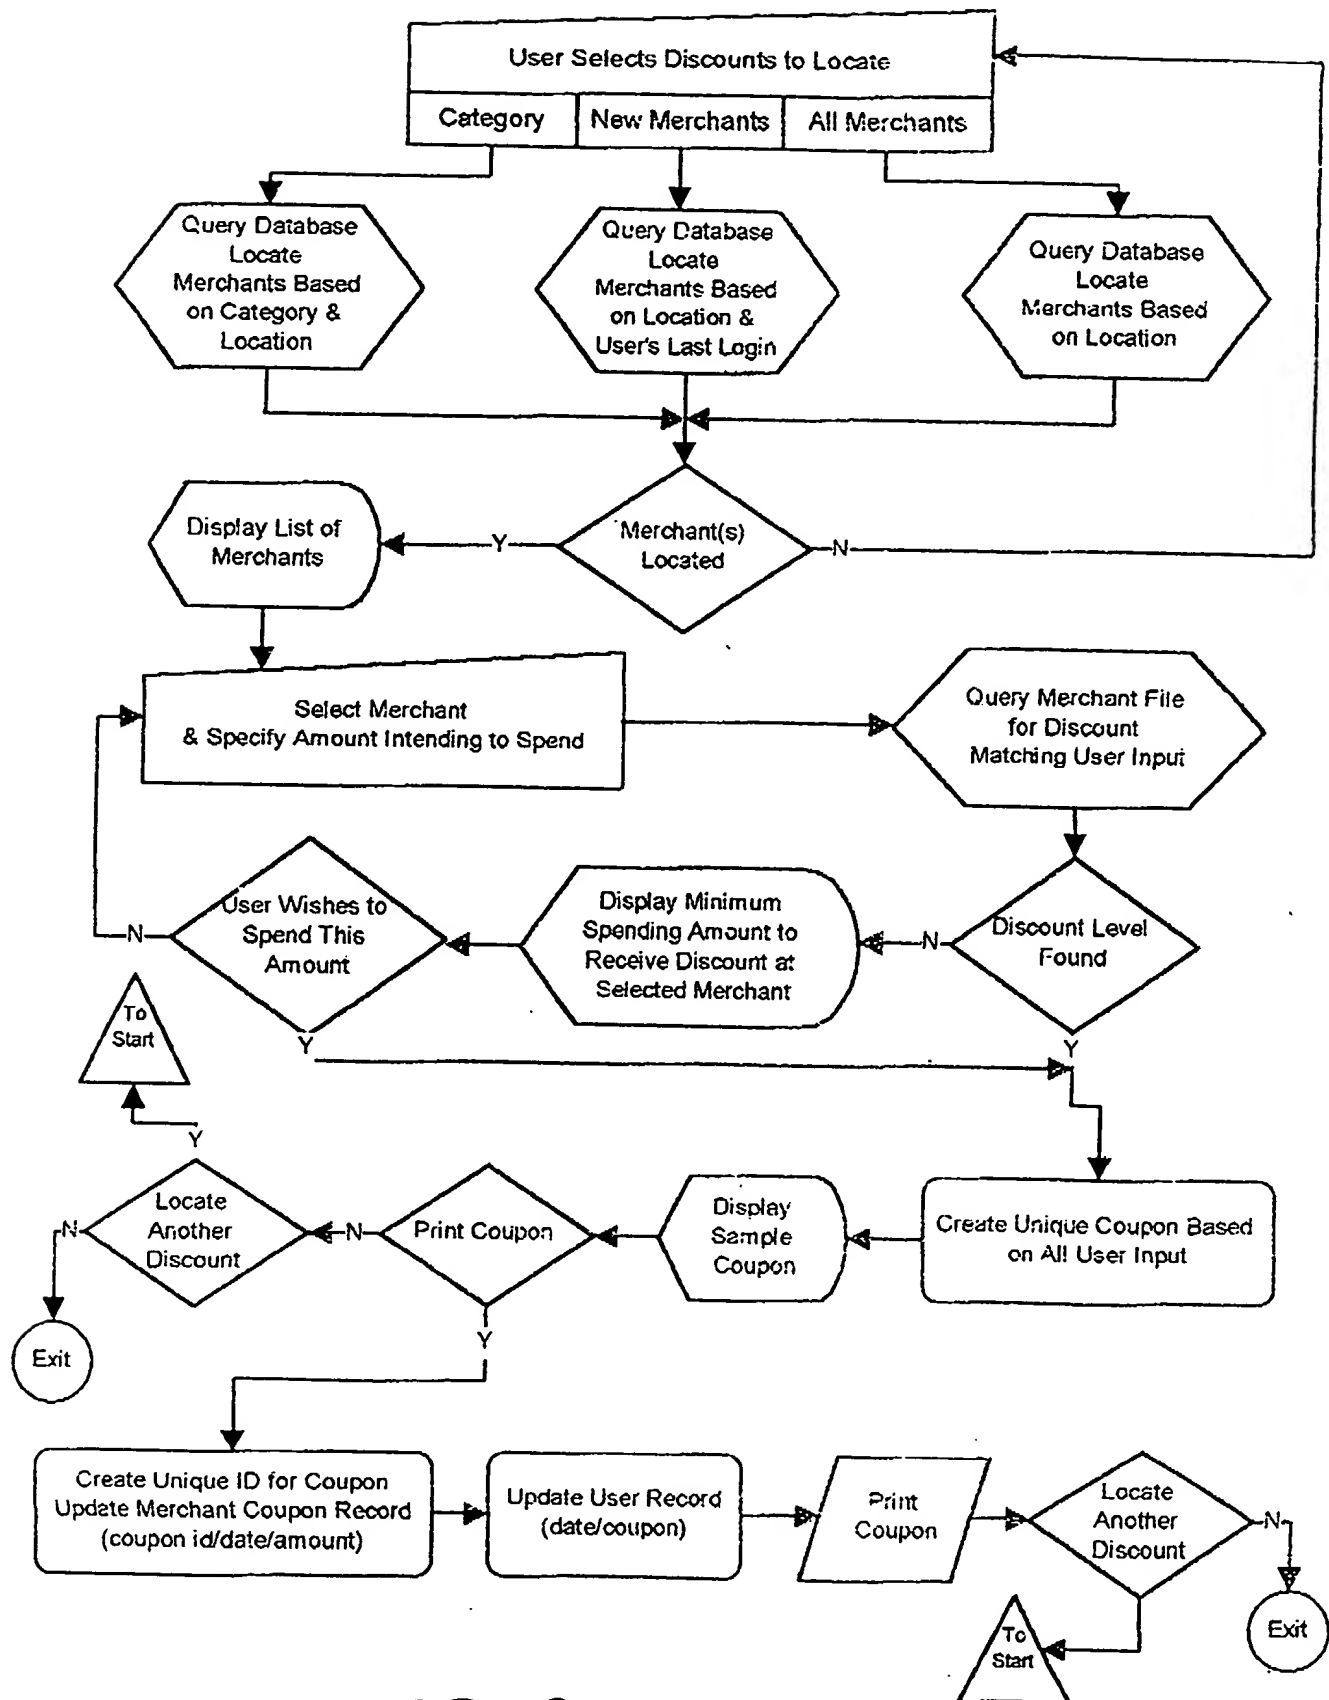 User Selects Discounts to Locate
Category
New Merchants
All Merchants
Query Database
Locate
Merchants Based
on Category &
Location
Query Database
Locate
Merchants Based
on Location &
User's Last Login
Query Database
Locate
Merchants Based
on Location
Display List of
Merchants
Y
Merchant(s)
Located
N
Select Merchant
& Specify Amount Intending to Spend
Query Merchant File
for Discount
Matching User Input
N
User Wishes to
Spend This
Amount
Display Minimum
Spending Amount to
Receive Discount at
Selected Merchant
N
Discount Level
Found
To
Start
Y
Y
Y
N
Locate
Another
Discount
N
Print Coupon
Display
Sample
Coupon
Create Unique Coupon Based
on All User Input
Exit
Y
Create Unique ID for Coupon
Update Merchant Coupon Record
(coupon id/date/amount)
Update User Record
(date/coupon)
Print
Coupon
Locate
Another
Discount
N
To
Start
Exit